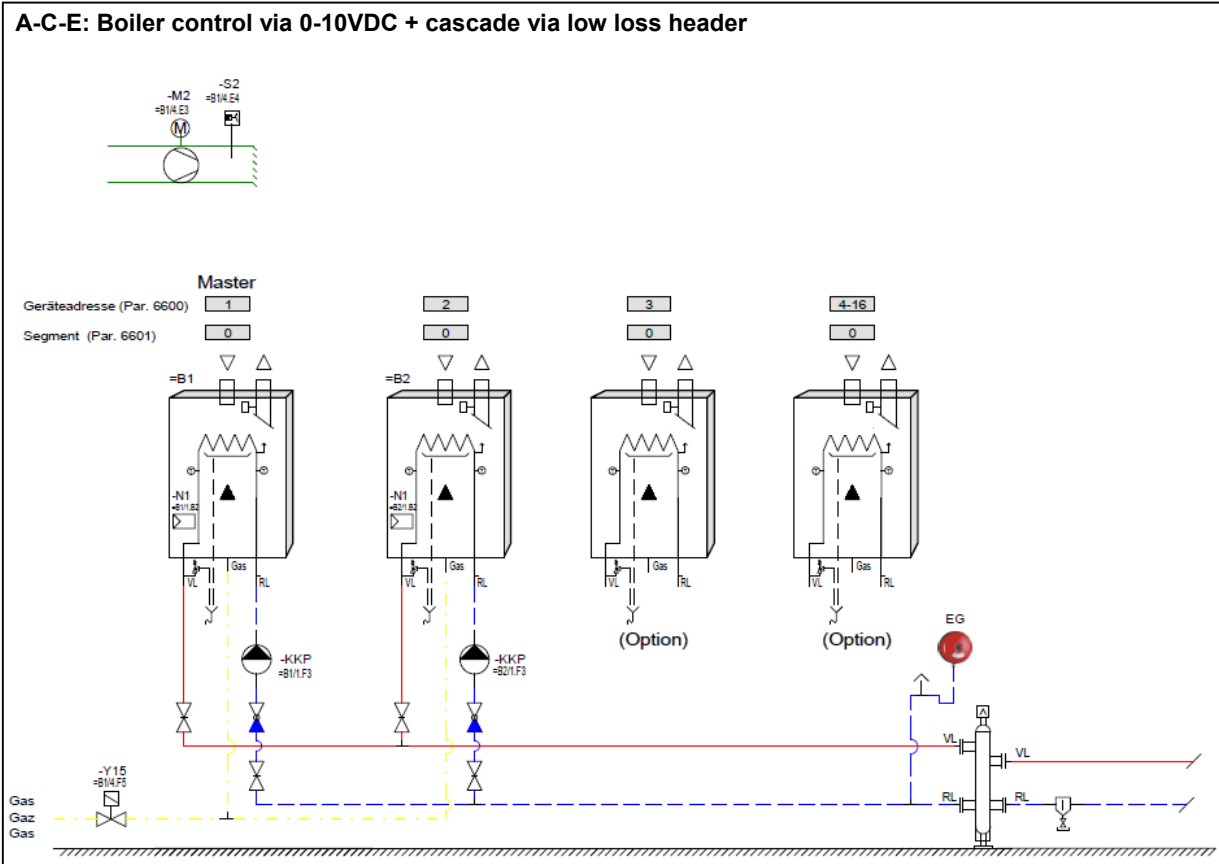 A-C-E: Boiler control via 0-10VDC + cascade via low loss header
-S2
=B1/4.E4
-M2
=B1/4.E3
M
Master
Geräteadresse (Par. 6600) 1 2 3 4-16
Segment (Par. 6601) 0 0 0 0
=B1 =B2
-N1 -N1
=B1/1.B2 =B2/1.B2
Gas Gas Gas Gas
VL RL VL RL VL RL VL RL
(Option) (Option)
EG
-KKP -KKP
=B1/1.F3 =B2/1.F3
VL
VL
-Y15
=B1/4.F5
RL RL
Gas
Gaz
Gas